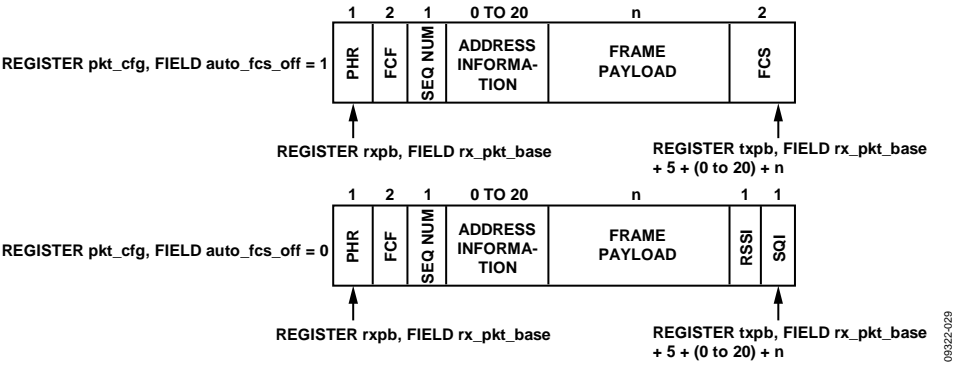 1 2 1 0 TO 20 n 2
REGISTER pkt_cfg, FIELD auto_fcs_off = 1
PHR
FCF
SEQ NUM
ADDRESS
INFORMA-
TION
FRAME
PAYLOAD
FCS
REGISTER rxpb, FIELD rx_pkt_base
REGISTER txpb, FIELD rx_pkt_base
+ 5 + (0 to 20) + n
1 2 1 0 TO 20 n 1 1
REGISTER pkt_cfg, FIELD auto_fcs_off = 0
PHR
FCF
SEQ NUM
ADDRESS
INFORMA-
TION
FRAME
PAYLOAD
RSSI
SQI
REGISTER rxpb, FIELD rx_pkt_base
REGISTER txpb, FIELD rx_pkt_base
+ 5 + (0 to 20) + n
09322-029